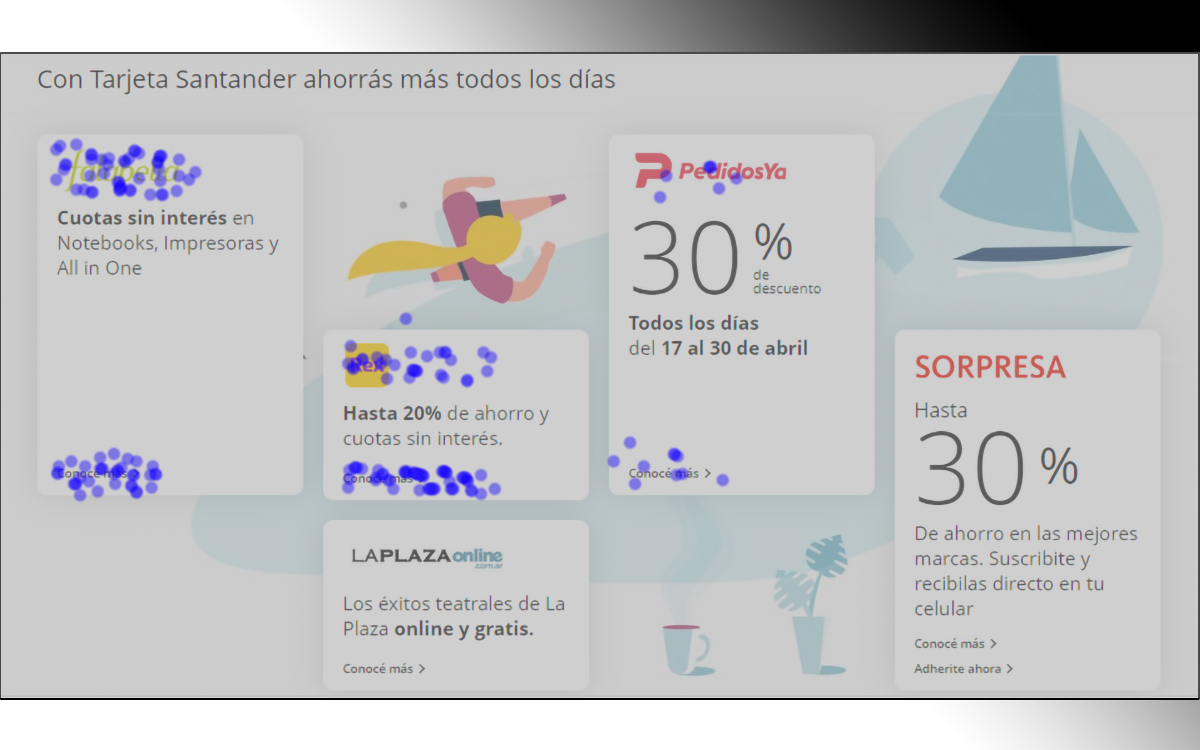 Con Tarjeta Santander ahorrás más todos los días
falabella
Cuotas sin interés en
Notebooks, Impresoras y
All in One
Conocé más >
Hasta 20% de ahorro y
cuotas sin interés.
Conocé más
LAPLAZA online
.com.ar
Los éxitos teatrales de La
Plaza online y gratis.
Conocé más >
PedidosYa
30%
de
descuento
Todos los días
del 17 al 30 de abril
Conocé más >
SORPRESA
Hasta
30%
De ahorro en las mejores
marcas. Suscribite y
recibilas directo en tu
celular
Conocé más >
Adherite ahora >